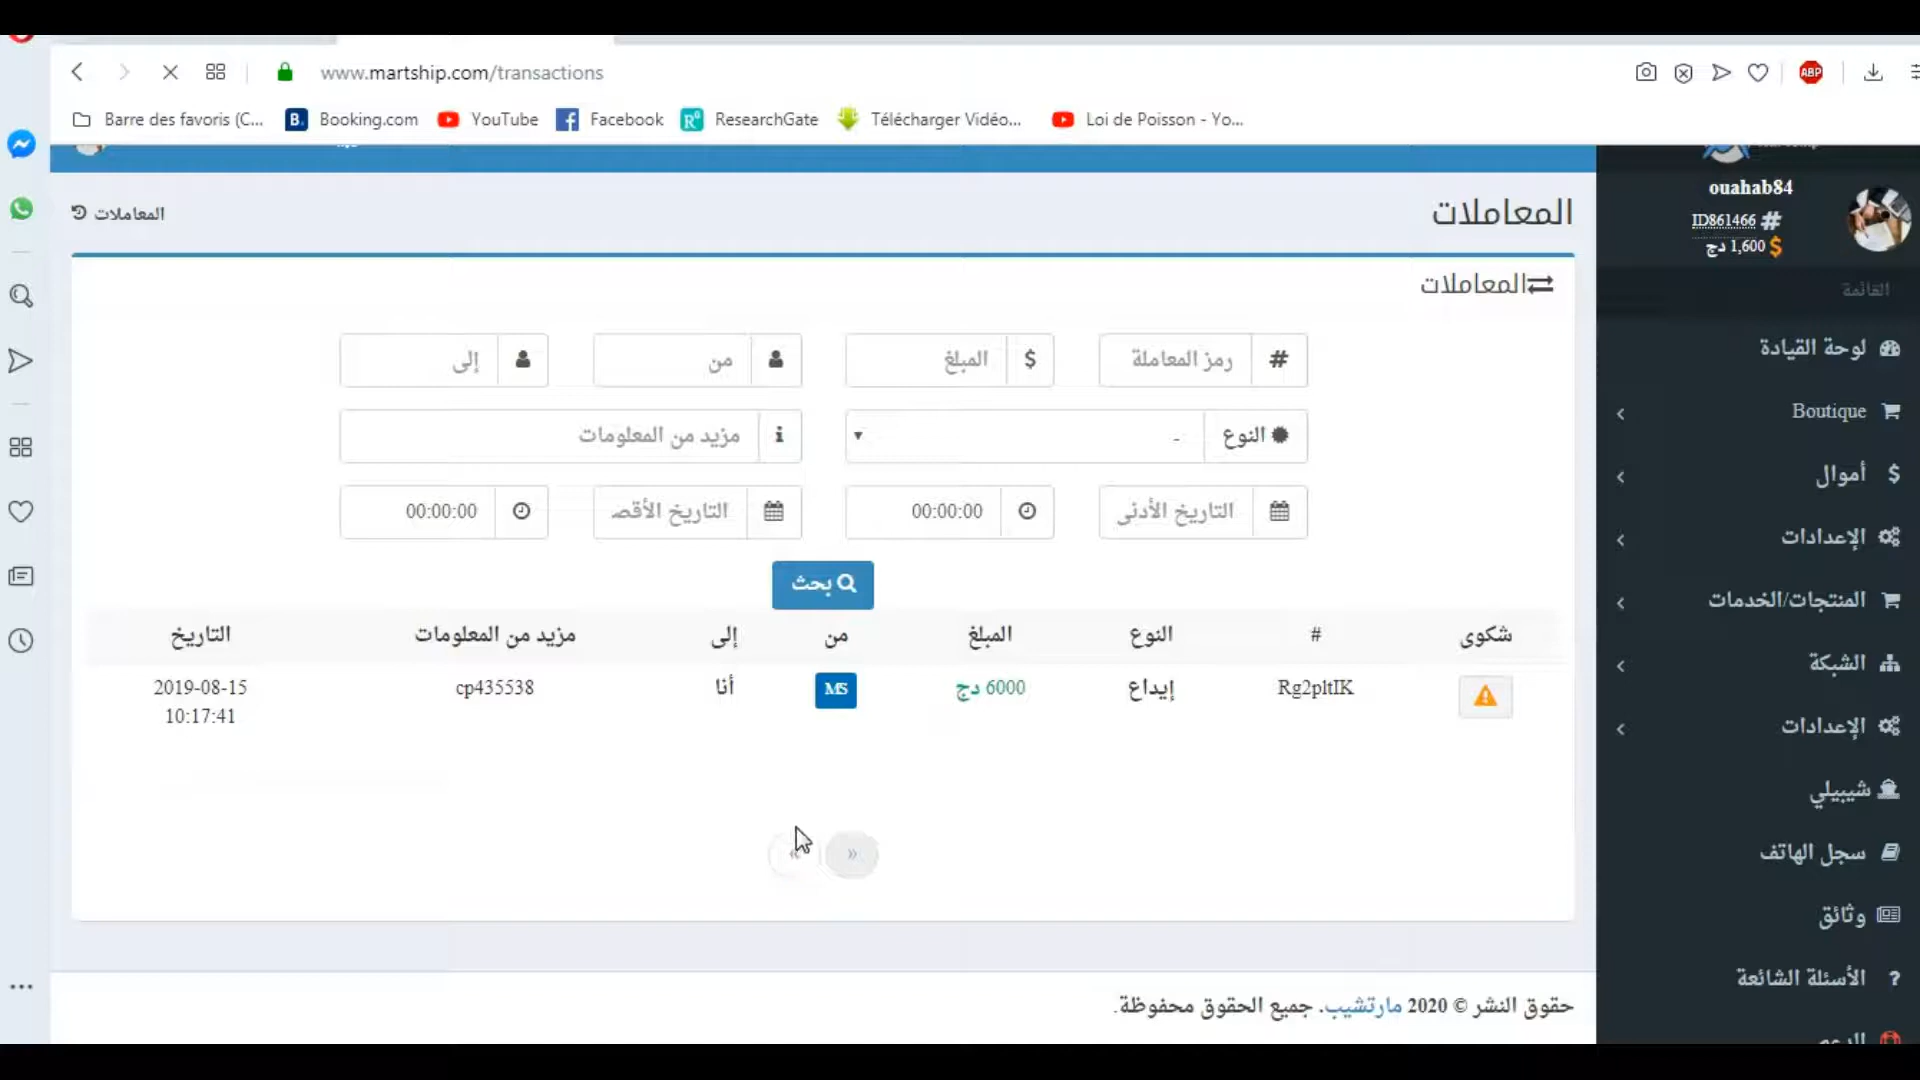 www.martship.com/transactions
Barre des favoris (C...
Booking.com
YouTube
Facebook
ResearchGate
Télécharger Vidéo...
Loi de Poisson - Yo...
ABP
ouahab84
ID861466
1,600 دج
القائمة
لوحة القيادة
Boutique
أموال
الإعدادات
المنتجات/الخدمات
الشبكة
الإعدادات
شيبيلي
سجل الهاتف
وثائق
الأسئلة الشائعة
المعاملات
المعاملات
المعاملات
# رمز المعاملة $ المبلغ من إلى
النوع - مزيد من المعلومات
التاريخ الأدنى 00:00:00 التاريخ الأقص 00:00:00
بحث
شكوى # النوع المبلغ من إلى مزيد من المعلومات التاريخ
Rg2pltIK إيداع 6000 دج MS أنا cp435538 2019-08-15
10:17:41
« »
حقوق النشر © 2020 مارتشيب. جميع الحقوق محفوظة.